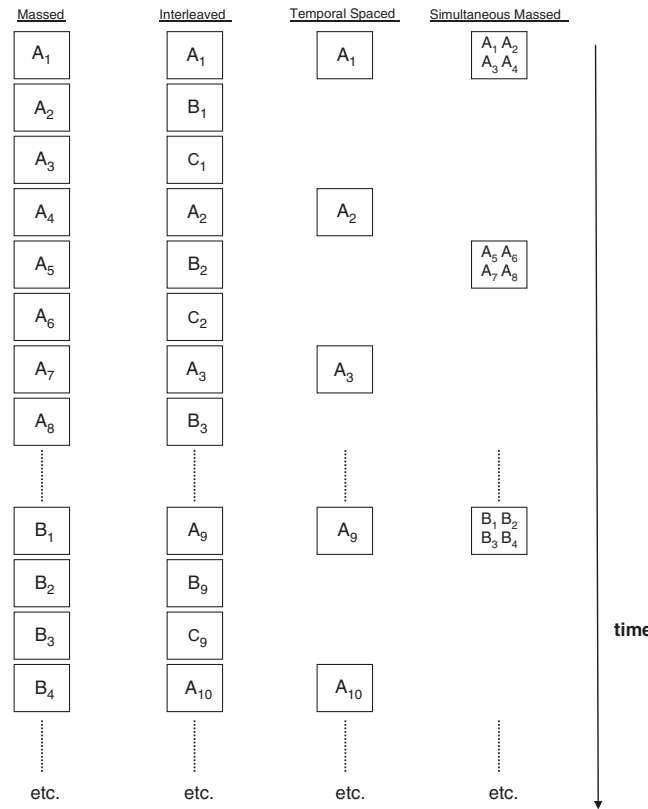 Massed Interleaved Temporal Spaced Simultaneous Massed
A₁ A₁ A₁ A₁ A₂
A₃ A₄
A₂ B₁
A₃ C₁
A₄ A₂ A₂
A₅ B₂ A₅ A₆
A₇ A₈
A₆ C₂
A₇ A₃ A₃
A₈ B₃
B₁ A₉ A₉ B₁ B₂
B₃ B₄
B₂ B₉
B₃ C₉
time
B₄ A₁₀ A₁₀
etc. etc. etc. etc.